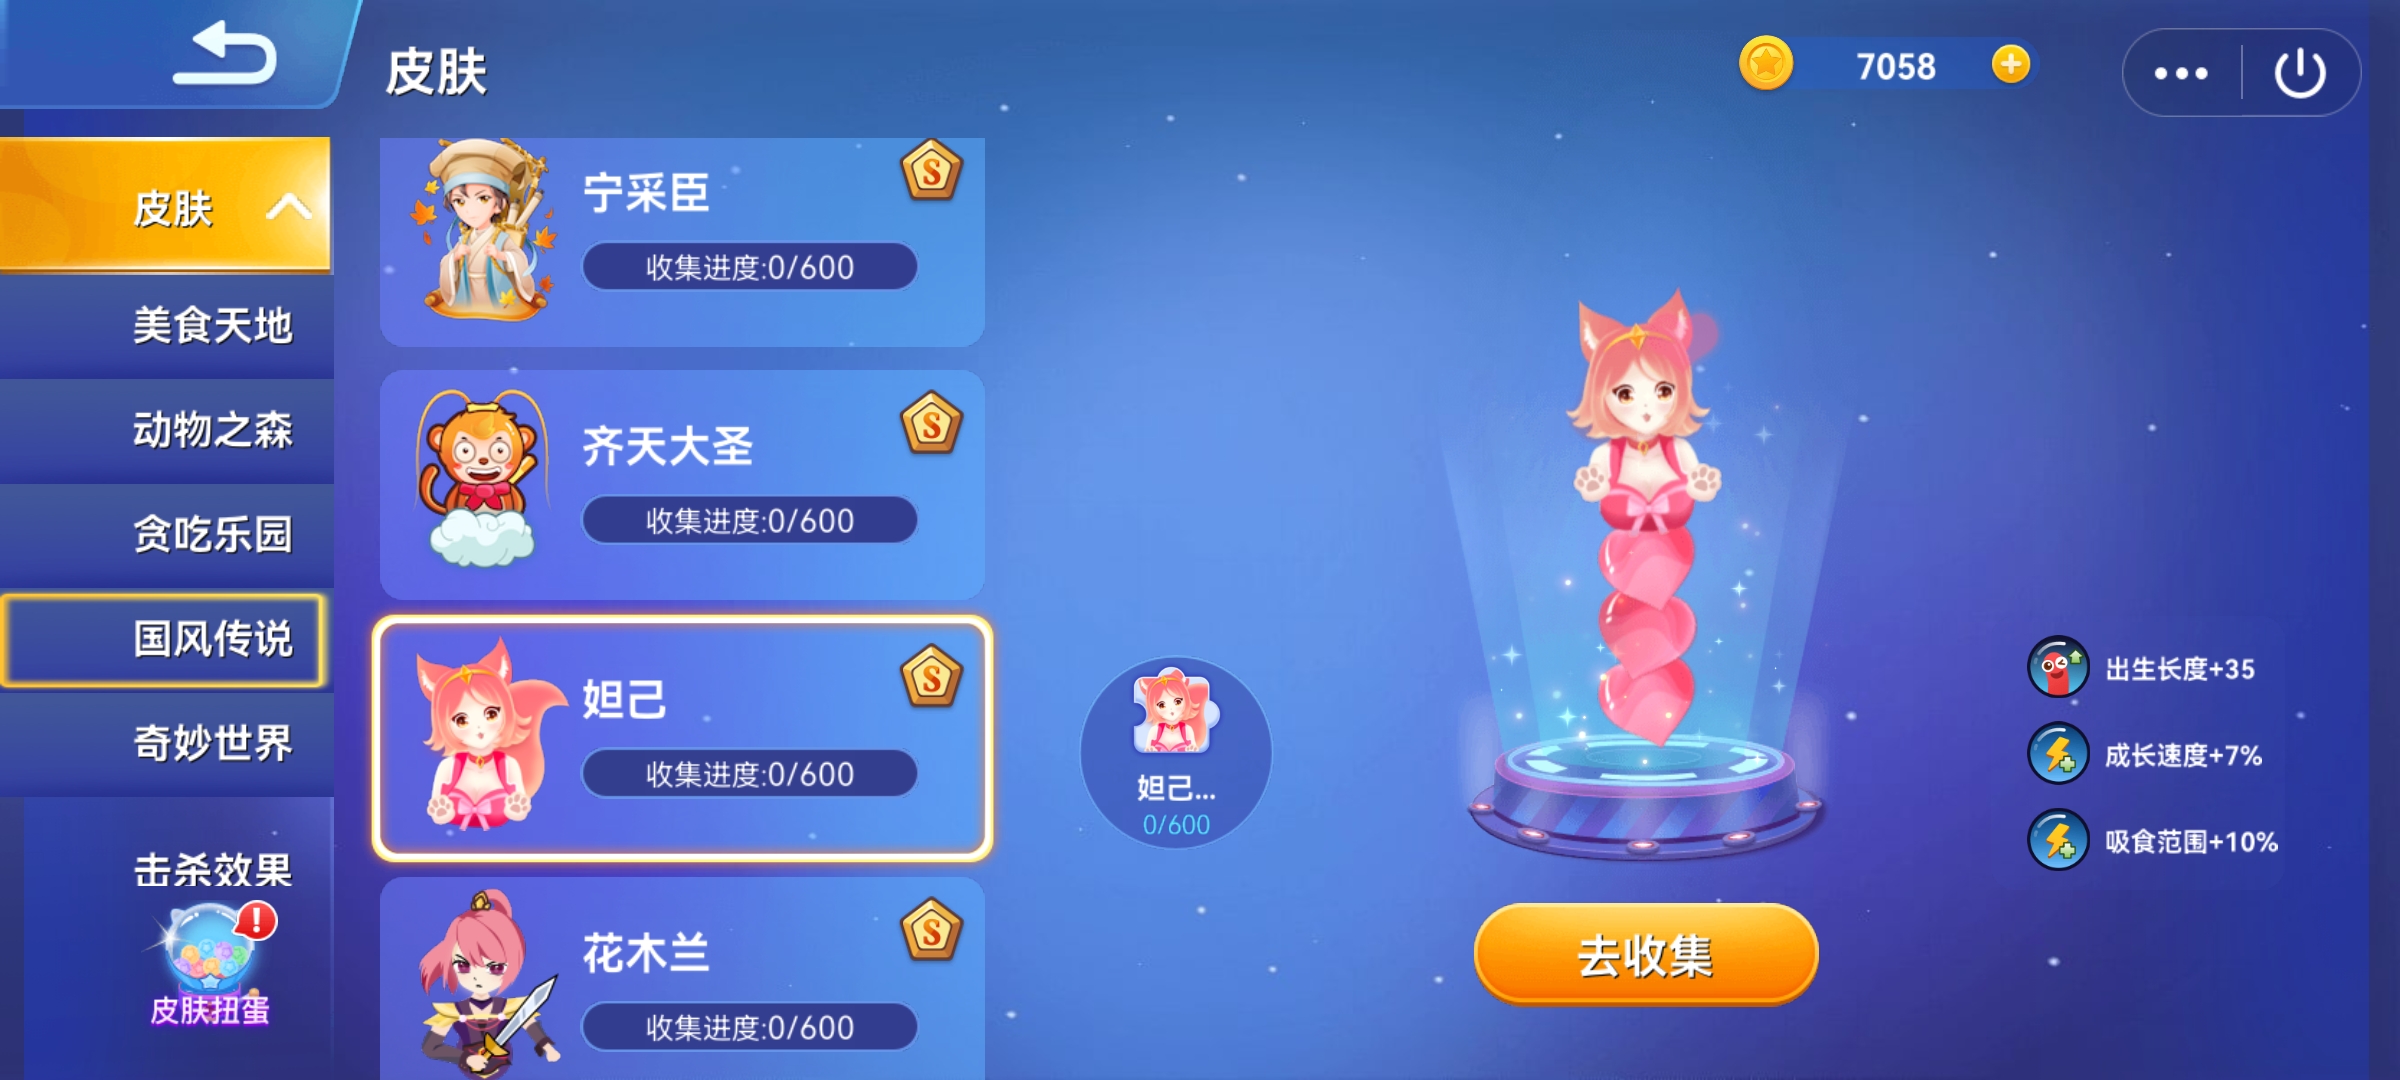 皮肤
7058
皮肤
美食天地
动物之森
贪吃乐园
国风传说
奇妙世界
击杀效果
皮肤扭蛋
宁采臣
S
收集进度:0/600
齐天大圣
S
收集进度:0/600
妲己
S
收集进度:0/600
花木兰
S
收集进度:0/600
妲己...
0/600
出生长度+35
成长速度+7%
吸食范围+10%
去收集